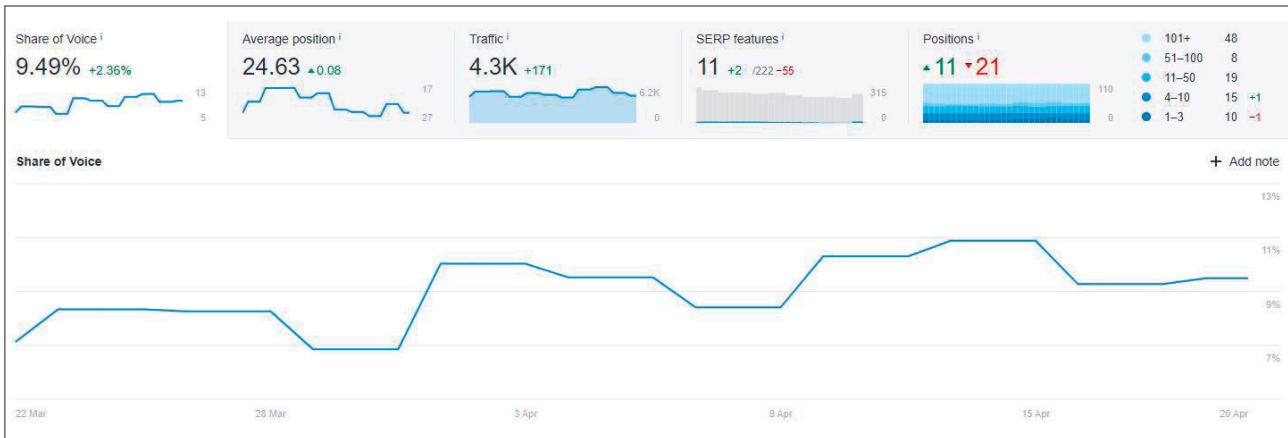 Share of Voice i
9.49% +2.36%
13
5
Average position i
24.63 ▲0.08
17
27
Traffic i
4.3K +171
6.2K
0
SERP features i
11 +2 /222 −55
315
0
Positions i
▲11 ▼21
110
0
101+ 48
51–100 8
11–50 19
4–10 15 +1
1–3 10 −1
Share of Voice
+ Add note
13%
11%
9%
7%
22 Mar 28 Mar 3 Apr 9 Apr 15 Apr 20 Apr